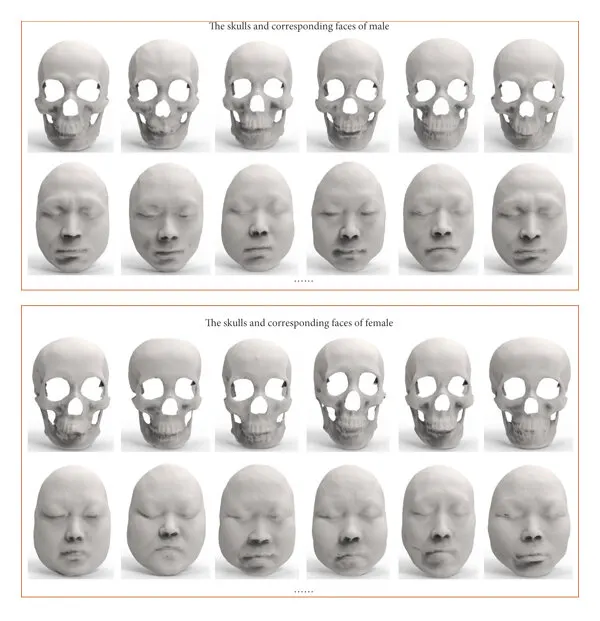 The skulls and corresponding faces of male
......
The skulls and corresponding faces of female
......